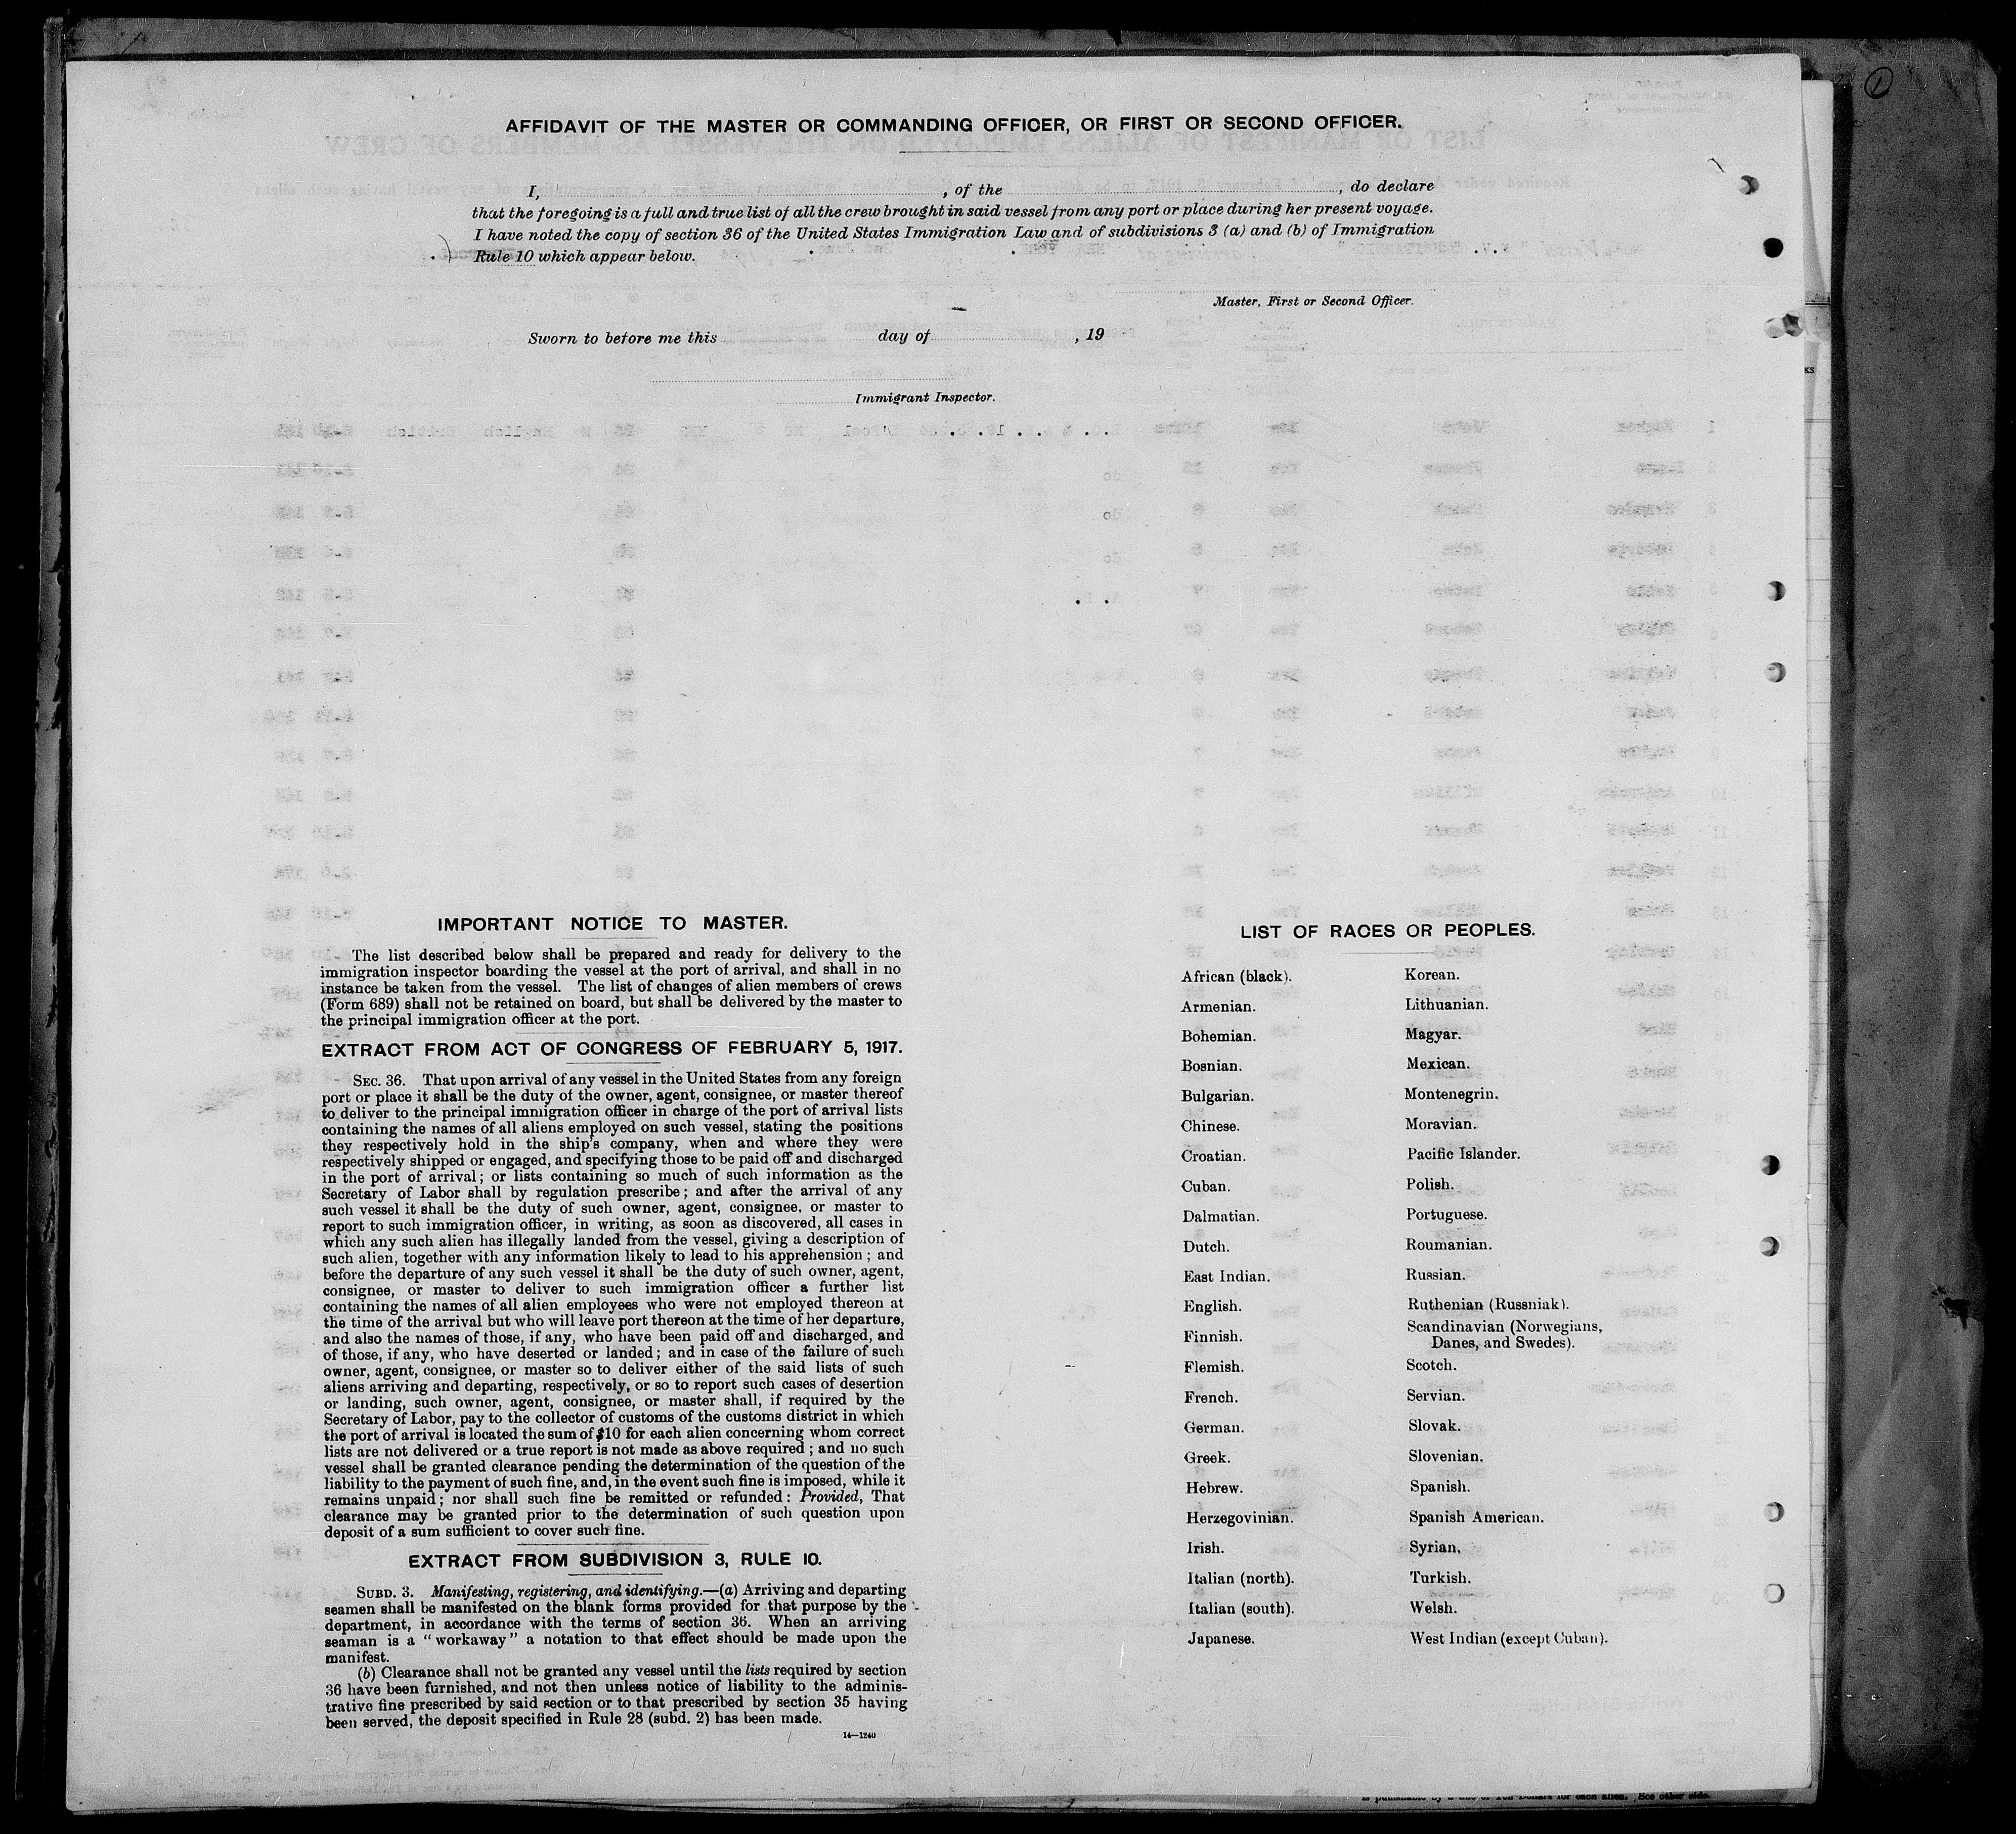 AFFIDAVIT OF THE MASTER OR COMMANDING OFFICER, OR FIRST OR SECOND OFFICER.
I, , of the , do declare
that the foregoing is a full and true list of all the crew brought in said vessel from any port or place during her present voyage.
I have noted the copy of section 36 of the United States Immigration Law and of subdivisions 3 (a) and (b) of Immigration
Rule 10 which appear below.
Master, First or Second Officer.
Sworn to before me this day of , 19
Immigrant Inspector.
IMPORTANT NOTICE TO MASTER.
The list described below shall be prepared and ready for delivery to the
immigration inspector boarding the vessel at the port of arrival, and shall in no
instance be taken from the vessel. The list of changes of alien members of crews
(Form 689) shall not be retained on board, but shall be delivered by the master to
the principal immigration officer at the port.
EXTRACT FROM ACT OF CONGRESS OF FEBRUARY 5, 1917.
SEC. 36. That upon arrival of any vessel in the United States from any foreign
port or place it shall be the duty of the owner, agent, consignee, or master thereof
to deliver to the principal immigration officer in charge of the port of arrival lists
containing the names of all aliens employed on such vessel, stating the positions
they respectively hold in the ship's company, when and where they were
respectively shipped or engaged, and specifying those to be paid off and discharged
in the port of arrival; or lists containing so much of such information as the
Secretary of Labor shall by regulation prescribe; and after the arrival of any
such vessel it shall be the duty of such owner, agent, consignee, or master to
report to such immigration officer, in writing, as soon as discovered, all cases in
which any such alien has illegally landed from the vessel, giving a description of
such alien, together with any information likely to lead to his apprehension; and
before the departure of any such vessel it shall be the duty of such owner, agent,
consignee, or master to deliver to such immigration officer a further list
containing the names of all alien employees who were not employed thereon at
the time of the arrival but who will leave port thereon at the time of her departure,
and also the names of those, if any, who have been paid off and discharged, and
of those, if any, who have deserted or landed; and in case of the failure of such
owner, agent, consignee, or master so to deliver either of the said lists of such
aliens arriving and departing, respectively, or so to report such cases of desertion
or landing, such owner, agent, consignee, or master shall, if required by the
Secretary of Labor, pay to the collector of customs of the customs district in which
the port of arrival is located the sum of $10 for each alien concerning whom correct
lists are not delivered or a true report is not made as above required; and no such
vessel shall be granted clearance pending the determination of the question of the
liability to the payment of such fine, and, in the event such fine is imposed, while it
remains unpaid; nor shall such fine be remitted or refunded: Provided, That
clearance may be granted prior to the determination of such question upon
deposit of a sum sufficient to cover such fine.
EXTRACT FROM SUBDIVISION 3, RULE 10.
SUBD. 3. Manifesting, registering, and identifying.—(a) Arriving and departing
seamen shall be manifested on the blank forms provided for that purpose by the
department, in accordance with the terms of section 36. When an arriving
seaman is a "workaway" a notation to that effect should be made upon the
manifest.
(b) Clearance shall not be granted any vessel until the lists required by section
36 have been furnished, and not then unless notice of liability to the adminis-
trative fine prescribed by said section or to that prescribed by section 35 having
been served, the deposit specified in Rule 28 (subd. 2) has been made.
14—1240
LIST OF RACES OR PEOPLES.
African (black).
Armenian.
Bohemian.
Bosnian.
Bulgarian.
Chinese.
Croatian.
Cuban.
Dalmatian.
Dutch.
East Indian.
English.
Finnish.
Flemish.
French.
German.
Greek.
Hebrew.
Herzegovinian.
Irish.
Italian (north).
Italian (south).
Japanese.
Korean.
Lithuanian.
Magyar.
Mexican.
Montenegrin.
Moravian.
Pacific Islander.
Polish.
Portuguese.
Roumanian.
Russian.
Ruthenian (Russniak).
Scandinavian (Norwegians,
Danes, and Swedes).
Scotch.
Servian.
Slovak.
Slovenian.
Spanish.
Spanish American.
Syrian.
Turkish.
Welsh.
West Indian (except Cuban).
1
See other side.